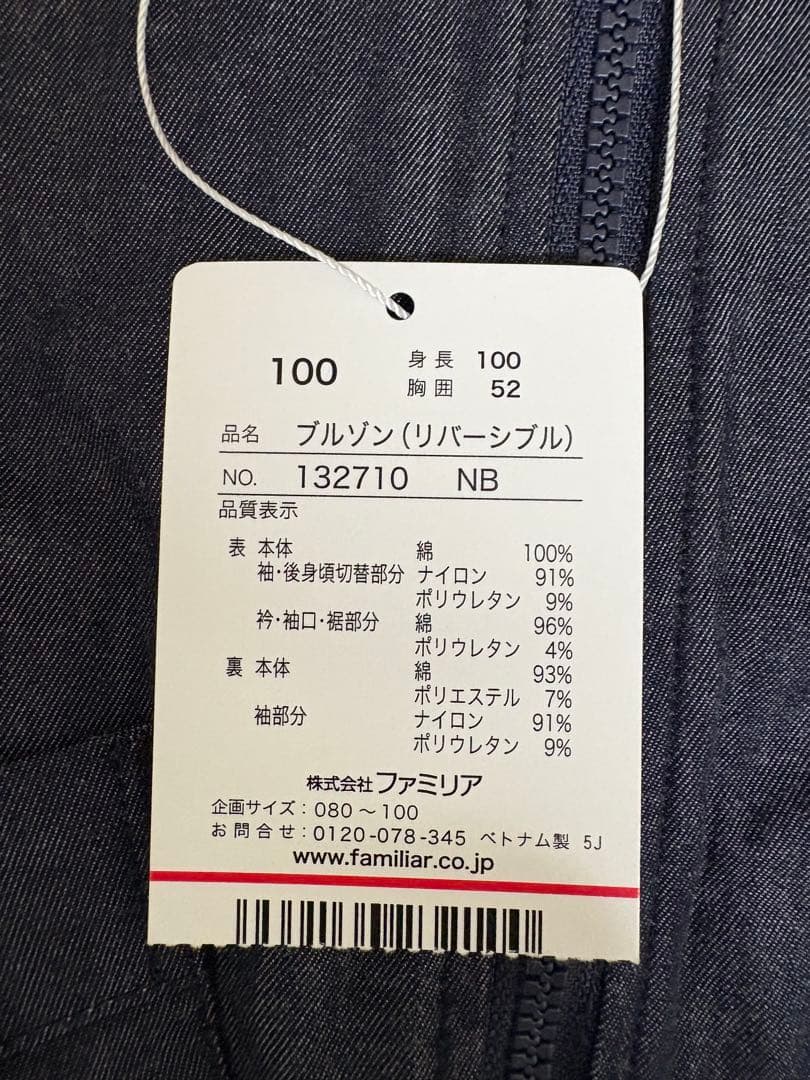 100
身長 100
胸囲 52
品名 ブルゾン(リバーシブル)
NO. 132710 NB
品質表示
表 本体 綿 100%
袖・後身頃切替部分 ナイロン 91%
ポリウレタン 9%
衿・袖口・裾部分 綿 96%
ポリウレタン 4%
裏 本体 綿 93%
ポリエステル 7%
袖部分 ナイロン 91%
ポリウレタン 9%
株式会社ファミリア
企画サイズ:080～100
お問合せ:0120-078-345 ベトナム製 5J
www.familiar.co.jp